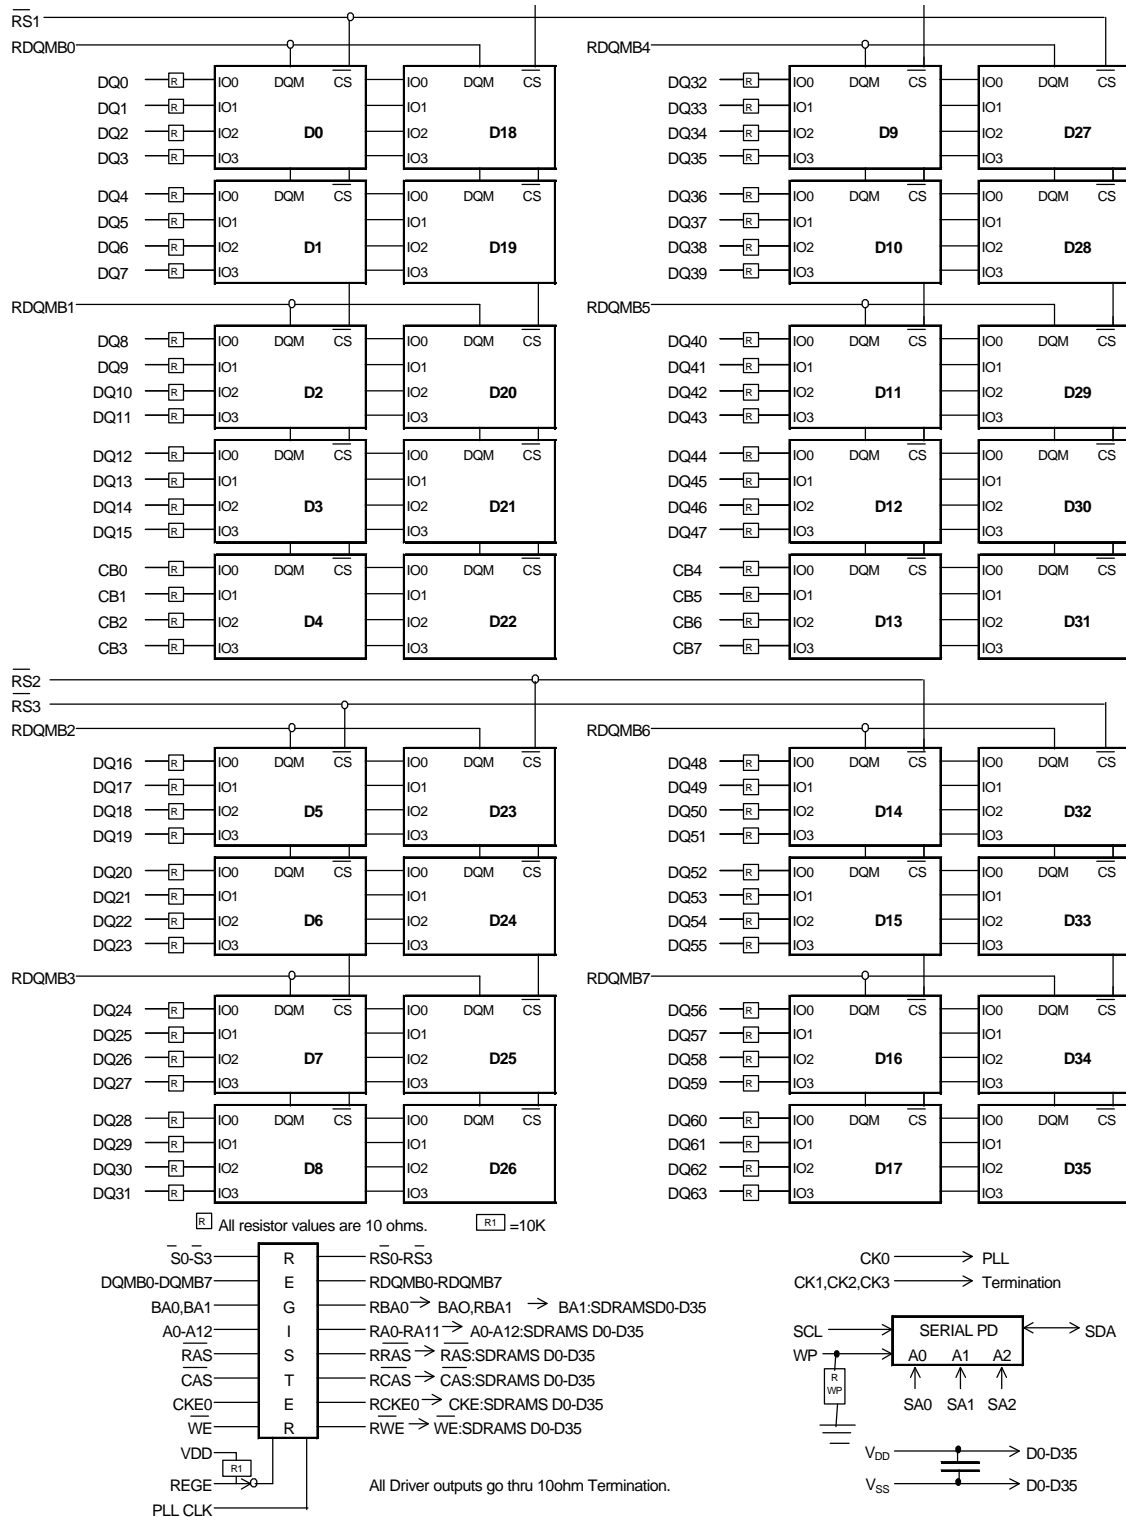 RS1
RDQMB0 RDQMB4
DQ0 R IO0 DQM CS IO0 DQM CS DQ32 R IO0 DQM CS IO0 DQM CS
DQ1 R IO1 IO1 DQ33 R IO1 IO1
DQ2 R IO2 D0 IO2 D18 DQ34 R IO2 D9 IO2 D27
DQ3 R IO3 IO3 DQ35 R IO3 IO3
DQ4 R IO0 DQM CS IO0 DQM CS DQ36 R IO0 DQM CS IO0 DQM CS
DQ5 R IO1 IO1 DQ37 R IO1 IO1
DQ6 R IO2 D1 IO2 D19 DQ38 R IO2 D10 IO2 D28
DQ7 R IO3 IO3 DQ39 R IO3 IO3
RDQMB1 RDQMB5
DQ8 R IO0 DQM CS IO0 DQM CS DQ40 R IO0 DQM CS IO0 DQM CS
DQ9 R IO1 IO1 DQ41 R IO1 IO1
DQ10 R IO2 D2 IO2 D20 DQ42 R IO2 D11 IO2 D29
DQ11 R IO3 IO3 DQ43 R IO3 IO3
DQ12 R IO0 DQM CS IO0 DQM CS DQ44 R IO0 DQM CS IO0 DQM CS
DQ13 R IO1 IO1 DQ45 R IO1 IO1
DQ14 R IO2 D3 IO2 D21 DQ46 R IO2 D12 IO2 D30
DQ15 R IO3 IO3 DQ47 R IO3 IO3
CB0 R IO0 DQM CS IO0 DQM CS CB4 R IO0 DQM CS IO0 DQM CS
CB1 R IO1 IO1 CB5 R IO1 IO1
CB2 R IO2 D4 IO2 D22 CB6 R IO2 D13 IO2 D31
CB3 R IO3 IO3 CB7 R IO3 IO3
RS2
RS3
RDQMB2 RDQMB6
DQ16 R IO0 DQM CS IO0 DQM CS DQ48 R IO0 DQM CS IO0 DQM CS
DQ17 R IO1 IO1 DQ49 R IO1 IO1
DQ18 R IO2 D5 IO2 D23 DQ50 R IO2 D14 IO2 D32
DQ19 R IO3 IO3 DQ51 R IO3 IO3
DQ20 R IO0 DQM CS IO0 DQM CS DQ52 R IO0 DQM CS IO0 DQM CS
DQ21 R IO1 IO1 DQ53 R IO1 IO1
DQ22 R IO2 D6 IO2 D24 DQ54 R IO2 D15 IO2 D33
DQ23 R IO3 IO3 DQ55 R IO3 IO3
RDQMB3 RDQMB7
DQ24 R IO0 DQM CS IO0 DQM CS DQ56 R IO0 DQM CS IO0 DQM CS
DQ25 R IO1 IO1 DQ57 R IO1 IO1
DQ26 R IO2 D7 IO2 D25 DQ58 R IO2 D16 IO2 D34
DQ27 R IO3 IO3 DQ59 R IO3 IO3
DQ28 R IO0 DQM CS IO0 DQM CS DQ60 R IO0 DQM CS IO0 DQM CS
DQ29 R IO1 IO1 DQ61 R IO1 IO1
DQ30 R IO2 D8 IO2 D26 DQ62 R IO2 D17 IO2 D35
DQ31 R IO3 IO3 DQ63 R IO3 IO3
R All resistor values are 10 ohms. R1 =10K
S0-S3 R RS0-RS3
DQMB0-DQMB7 E RDQMB0-RDQMB7
BA0,BA1 G RBA0 → BAO,RBA1 → BA1:SDRAMSD0-D35
A0-A12 I RA0-RA11 → A0-A12:SDRAMS D0-D35
RAS S RRAS → RAS:SDRAMS D0-D35
CAS T RCAS → CAS:SDRAMS D0-D35
CKE0 E RCKE0 → CKE:SDRAMS D0-D35
WE R RWE → WE:SDRAMS D0-D35
VDD
R1
REGE
PLL CLK
All Driver outputs go thru 10ohm Termination.
CK0 → PLL
CK1,CK2,CK3 → Termination
SCL SERIAL PD SDA
WP A0 A1 A2
R WP
SA0 SA1 SA2
VDD → D0-D35
VSS → D0-D35